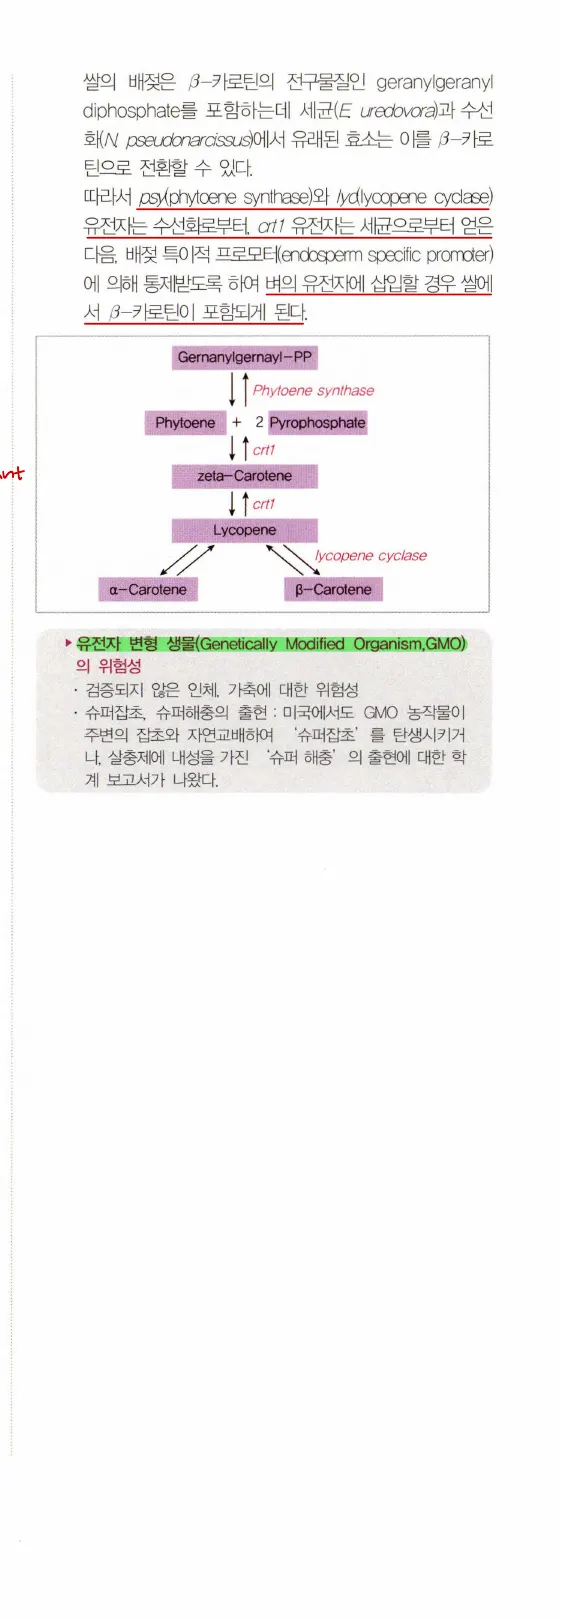 쌀의 배젖은 β-카로틴의 전구물질인 geranylgeranyl
diphosphate를 포함하는데 세균(E. uredovora)과 수선
화(N. pseudonarcissus)에서 유래된 효소는 이를 β-카로
틴으로 전환할 수 있다.
따라서 psy(phytoene synthase)와 lyd(lycopene cyclase)
유전자는 수선화로부터, crt1 유전자는 세균으로부터 얻은
다음, 배젖 특이적 프로모터(endosperm specific promoter)
에 의해 통제받도록 하여 벼의 유전자에 삽입할 경우 쌀에
서 β-카로틴이 포함되게 된다.
Gernanylgernayl-PP
Phytoene synthase
Phytoene + 2 Pyrophosphate
crt1
zeta-Carotene
crt1
Lycopene
lycopene cyclase
α-Carotene β-Carotene
▶ 유전자 변형 생물(Genetically Modified Organism,GMO)
의 위험성
· 검증되지 않은 인체, 가축에 대한 위험성
· 슈퍼잡초, 슈퍼해충의 출현 : 미국에서도 GMO 농작물이
주변의 잡초와 자연교배하여 ‘슈퍼잡초’ 를 탄생시키거
나, 살충제에 내성을 가진 ‘슈퍼 해충’ 의 출현에 대한 학
계 보고서가 나왔다.